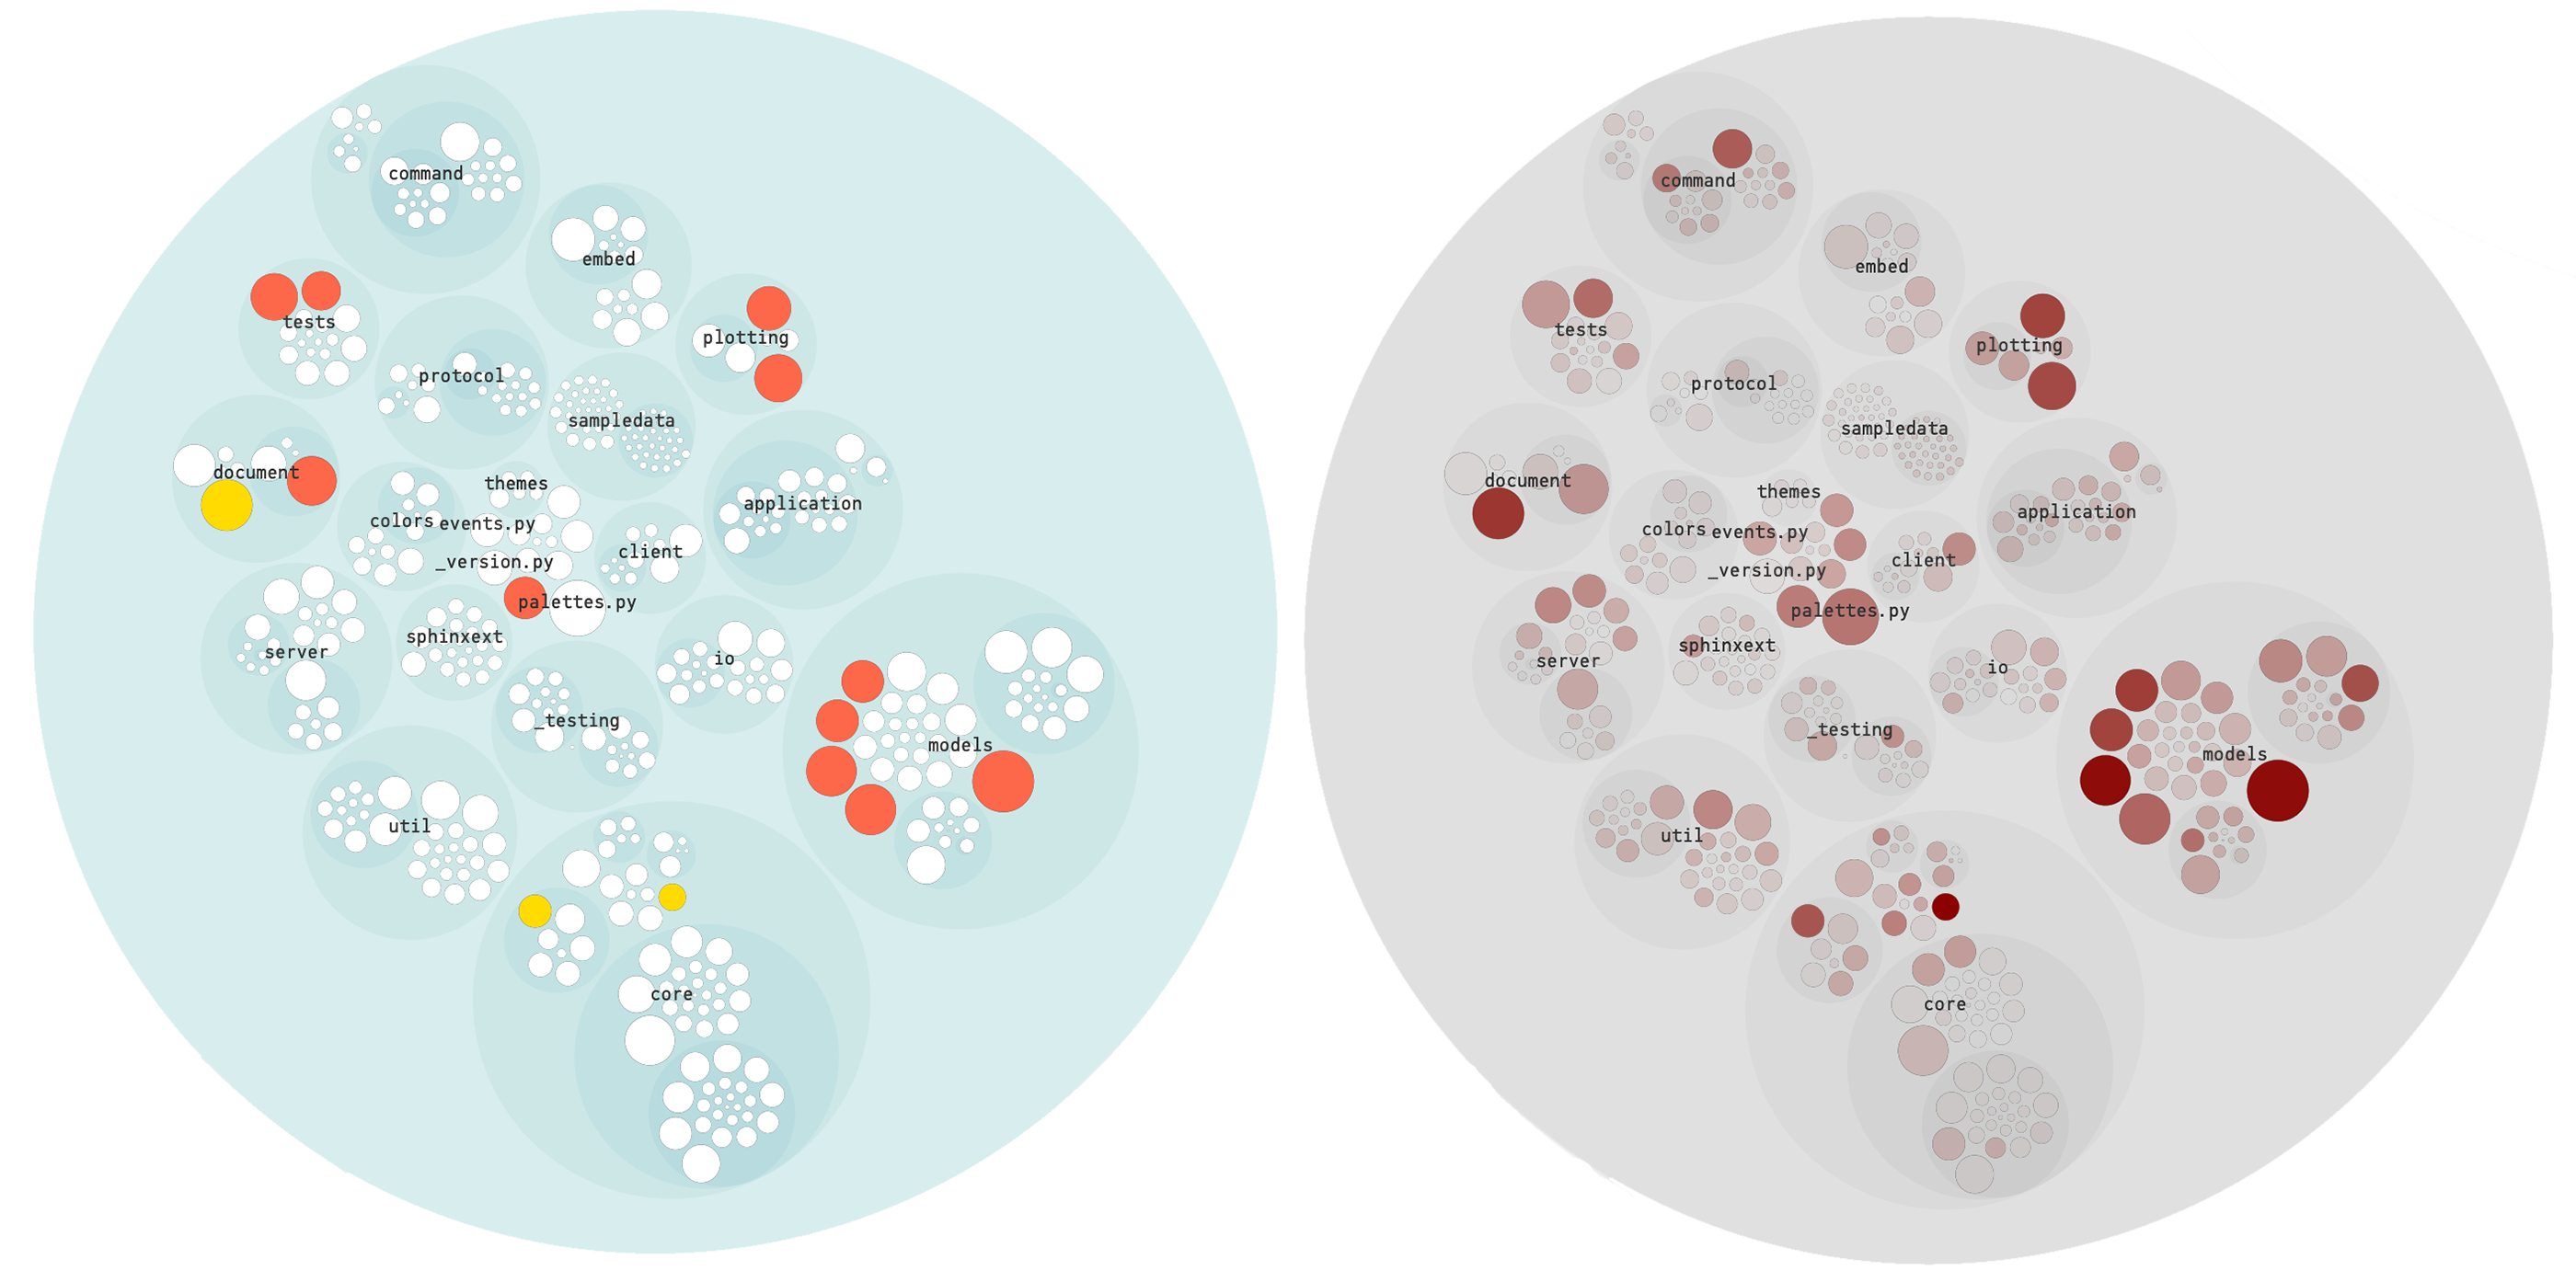 command
embed
tests
plotting
protocol
sampledata
document
themes
application
colors
events.py
client
_version.py
palettes.py
sphinxext
server
io
_testing
models
util
core
command
embed
tests
plotting
protocol
sampledata
document
themes
application
colors
events.py
client
_version.py
palettes.py
sphinxext
server
io
_testing
models
util
core